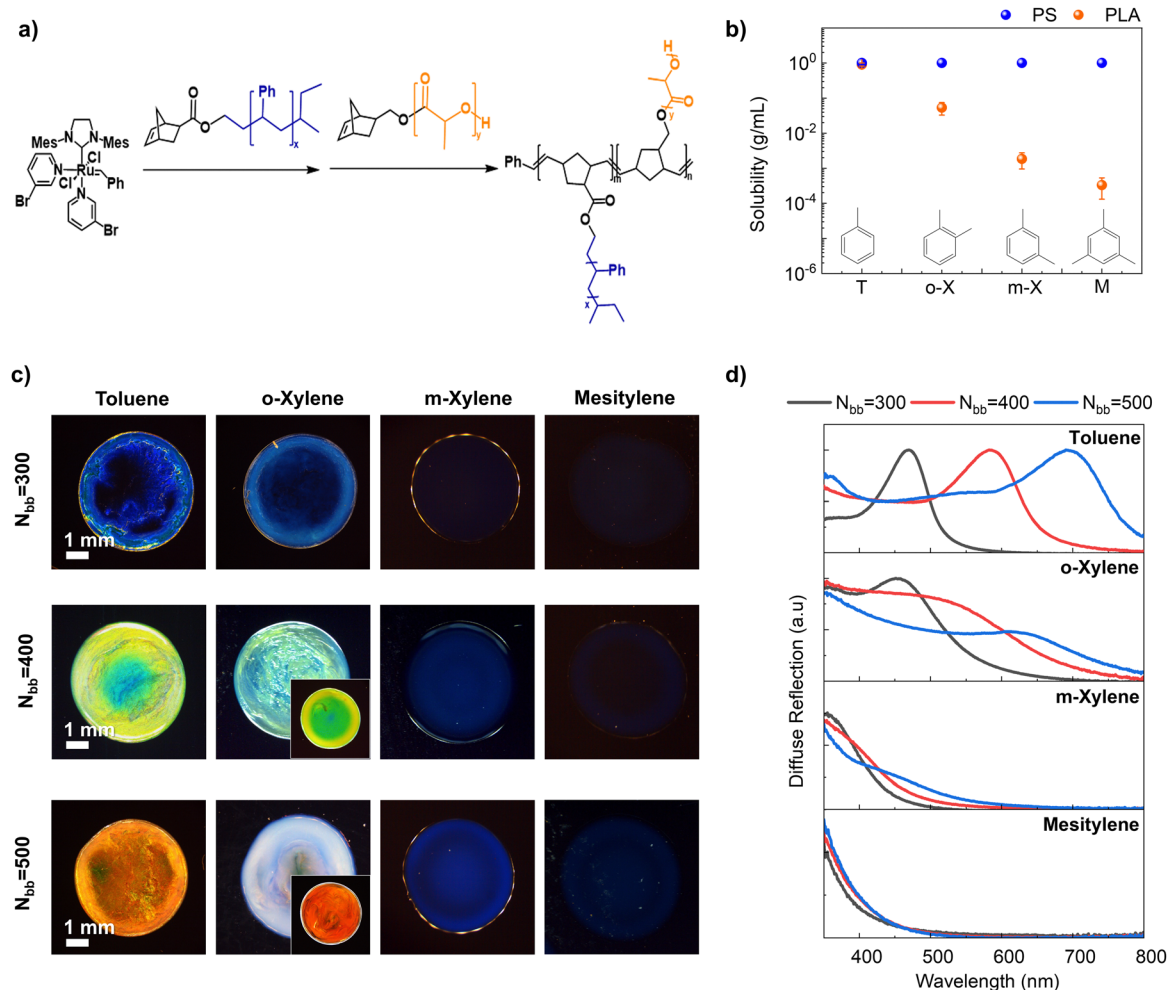 a)
Mes
N
N
Mes
Cl
Ru
Cl
Ph
N
Br
N
Br
O
O
Ph
x
O
O
O
H
y
H
O
O
y
O
Ph
m
n
O
O
Ph
x
b)
PS PLA
Solubility (g/mL)
10⁰
10⁻²
10⁻⁴
10⁻⁶
T o-X m-X M
c)
Toluene o-Xylene m-Xylene Mesitylene
N_bb=300
1 mm
N_bb=400
1 mm
N_bb=500
1 mm
d)
N_bb=300 N_bb=400 N_bb=500
Toluene
o-Xylene
m-Xylene
Mesitylene
Diffuse Reflection (a.u)
400 500 600 700 800
Wavelength (nm)